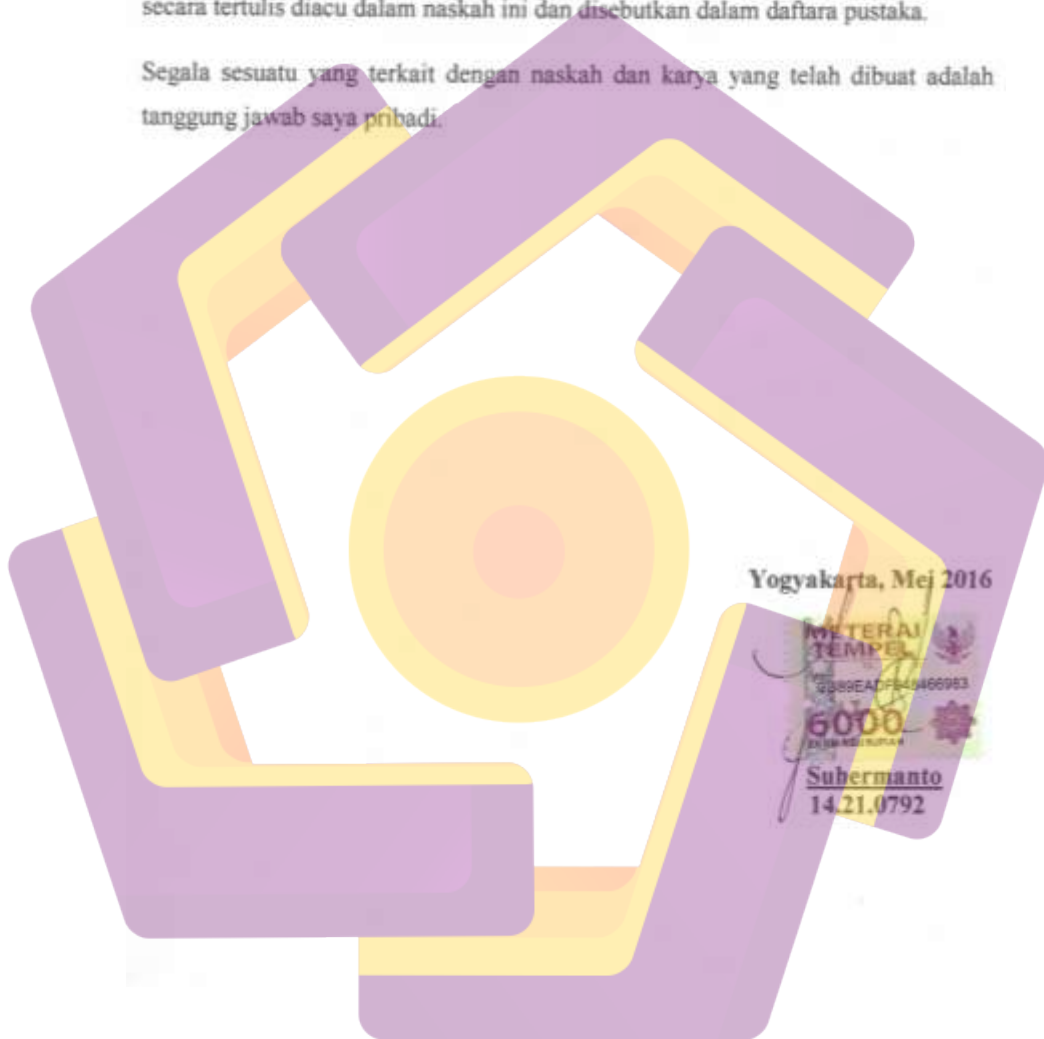 secara tertulis diacu dalam naskah ini dan disebutkan dalam daftara pustaka.
Segala sesuatu yang terkait dengan naskah dan karya yang telah dibuat adalah
tanggung jawab saya pribadi.
Yogyakarta, Mei 2016
METERAI
TEMPEL
6000
Suhermanto
14.21.0792